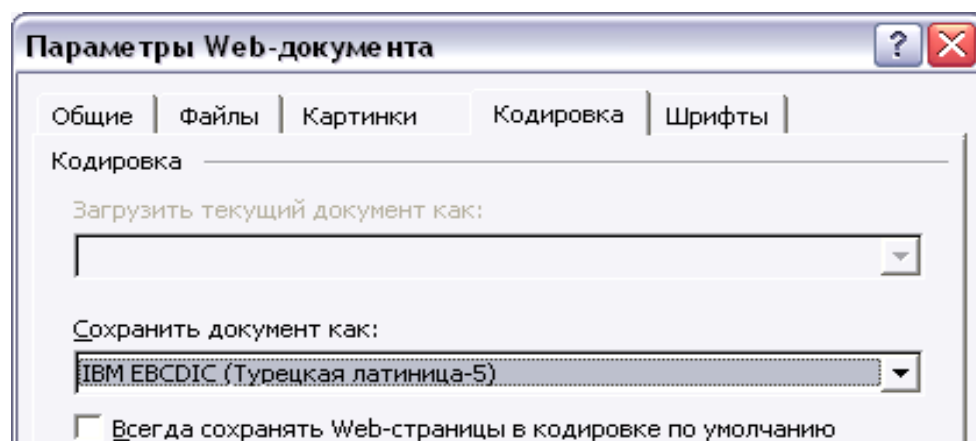 Параметры Web-документа
Общие Файлы Картинки Кодировка Шрифты
Кодировка
Загрузить текущий документ как:
Сохранить документ как:
IBM EBCDIC (Турецкая латиница-5)
Всегда сохранять Web-страницы в кодировке по умолчанию